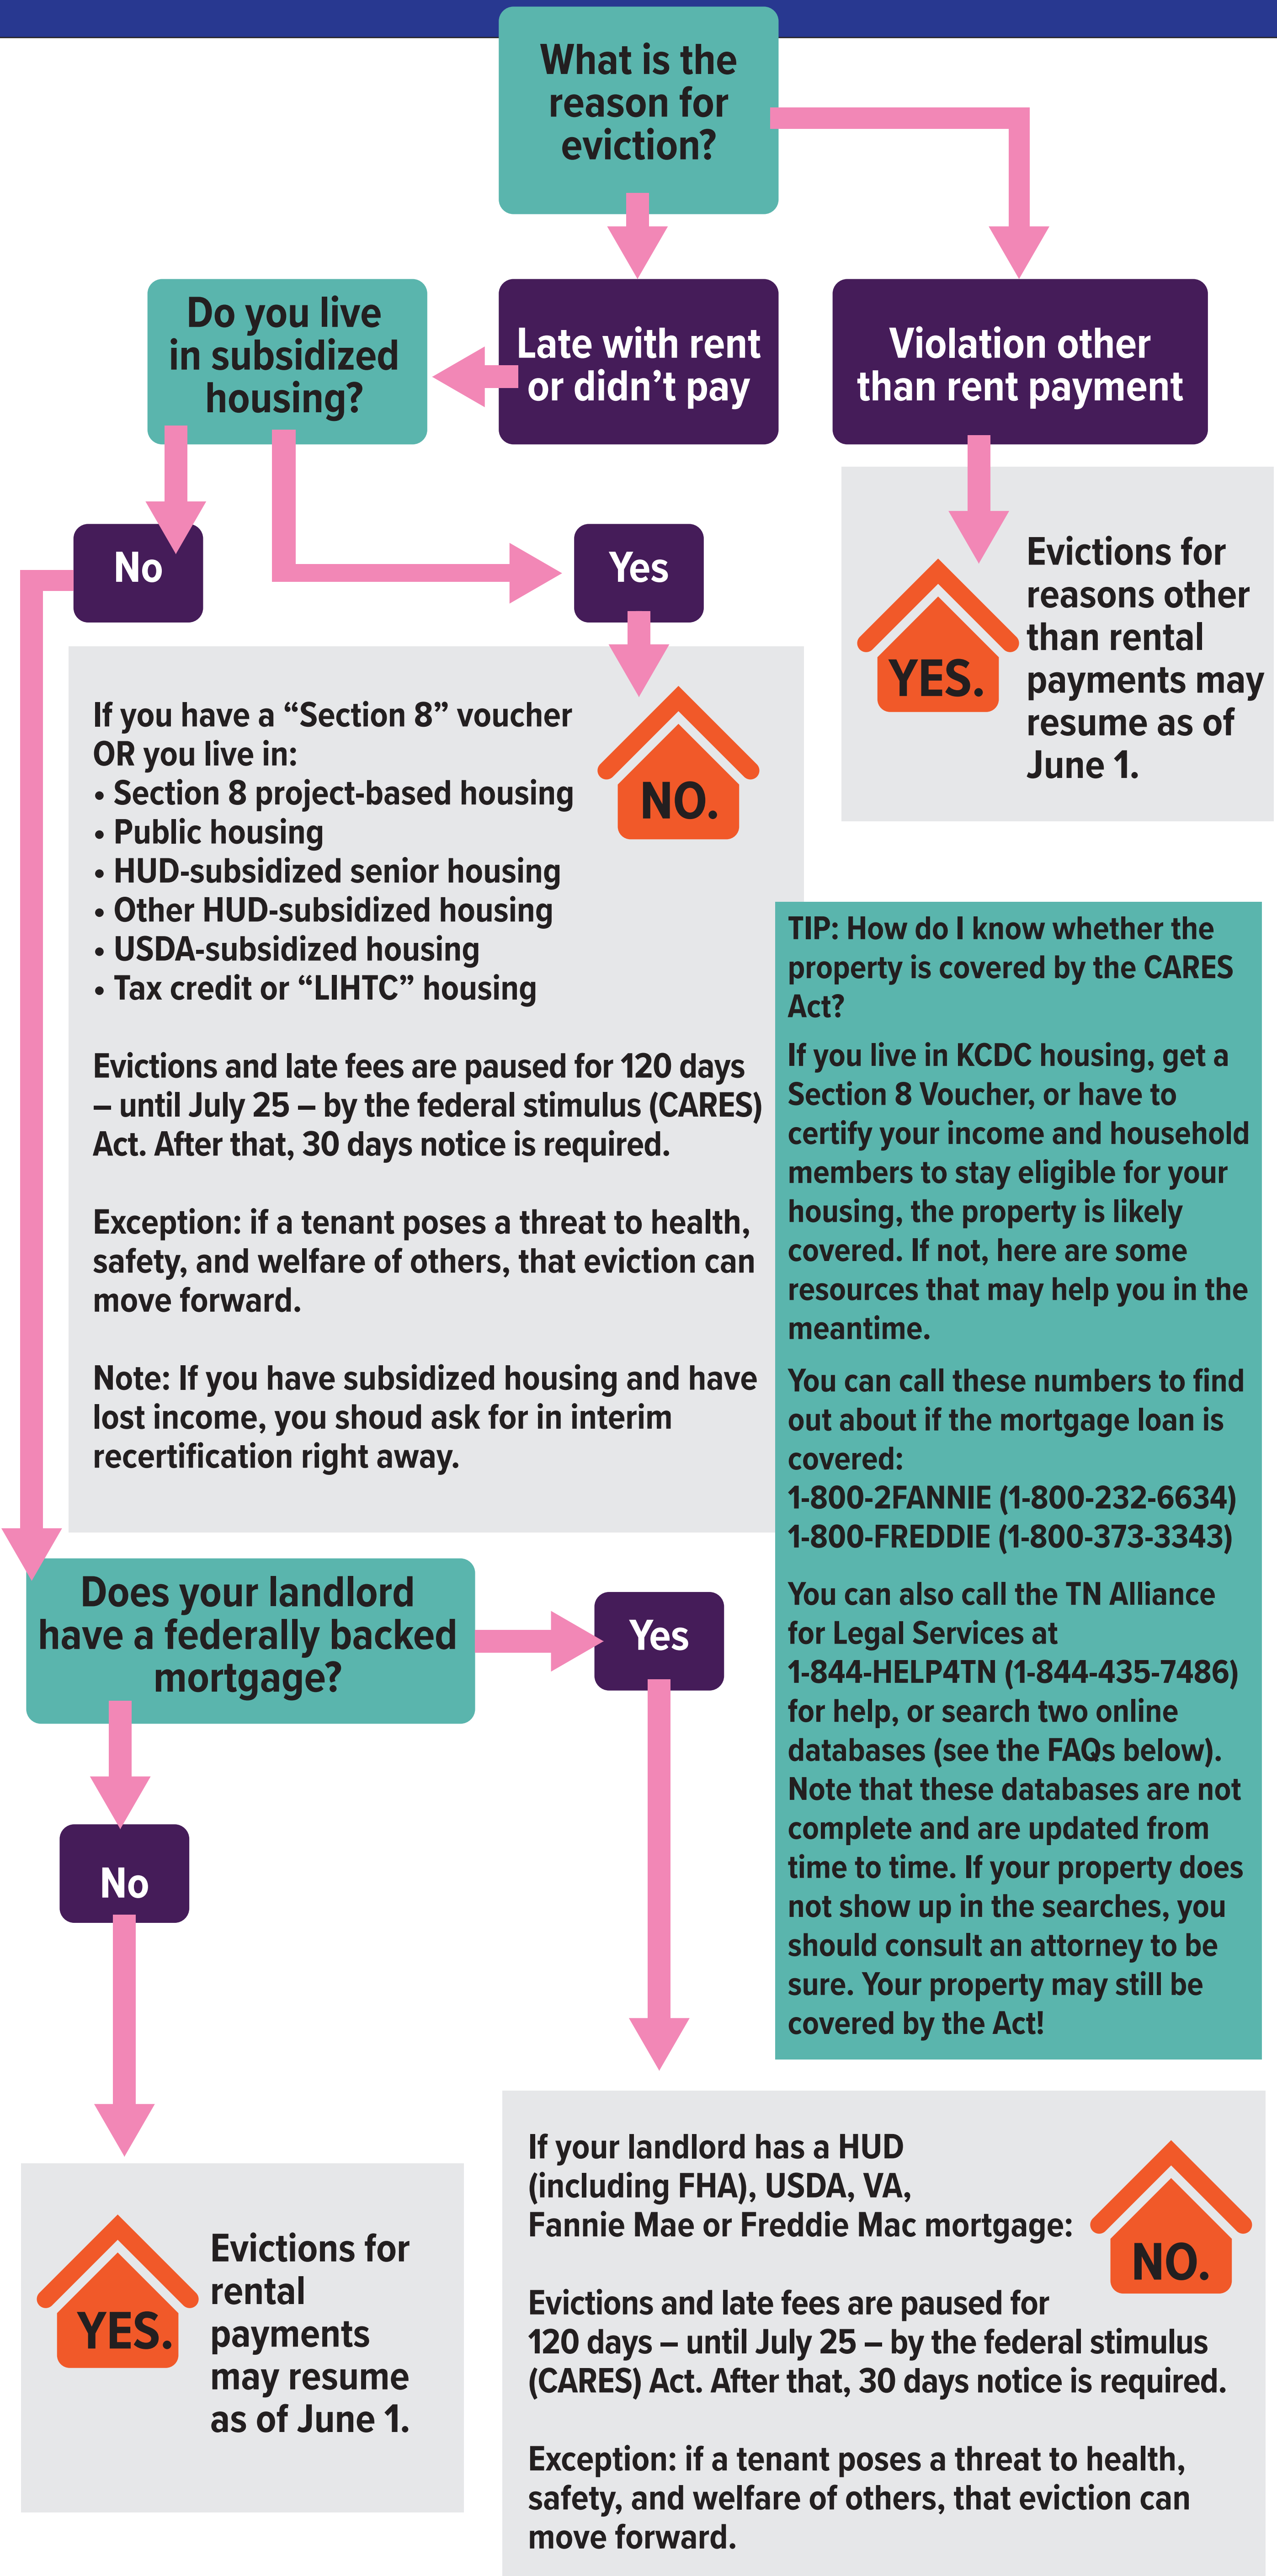 What is the
reason for
eviction?
Do you live
in subsidized
housing?
Late with rent
or didn’t pay
Violation other
than rent payment
No
Yes
YES.
Evictions for
reasons other
than rental
payments may
resume as of
June 1.
If you have a “Section 8” voucher
OR you live in:
• Section 8 project-based housing
• Public housing
• HUD-subsidized senior housing
• Other HUD-subsidized housing
• USDA-subsidized housing
• Tax credit or “LIHTC” housing
NO.
Evictions and late fees are paused for 120 days
– until July 25 – by the federal stimulus (CARES)
Act. After that, 30 days notice is required.
Exception: if a tenant poses a threat to health,
safety, and welfare of others, that eviction can
move forward.
Note: If you have subsidized housing and have
lost income, you shoud ask for in interim
recertification right away.
TIP: How do I know whether the
property is covered by the CARES
Act?
If you live in KCDC housing, get a
Section 8 Voucher, or have to
certify your income and household
members to stay eligible for your
housing, the property is likely
covered. If not, here are some
resources that may help you in the
meantime.
You can call these numbers to find
out about if the mortgage loan is
covered:
1-800-2FANNIE (1-800-232-6634)
1-800-FREDDIE (1-800-373-3343)
You can also call the TN Alliance
for Legal Services at
1-844-HELP4TN (1-844-435-7486)
for help, or search two online
databases (see the FAQs below).
Note that these databases are not
complete and are updated from
time to time. If your property does
not show up in the searches, you
should consult an attorney to be
sure. Your property may still be
covered by the Act!
Does your landlord
have a federally backed
mortgage?
Yes
No
YES.
Evictions for
rental
payments
may resume
as of June 1.
If your landlord has a HUD
(including FHA), USDA, VA,
Fannie Mae or Freddie Mac mortgage:
NO.
Evictions and late fees are paused for
120 days – until July 25 – by the federal stimulus
(CARES) Act. After that, 30 days notice is required.
Exception: if a tenant poses a threat to health,
safety, and welfare of others, that eviction can
move forward.